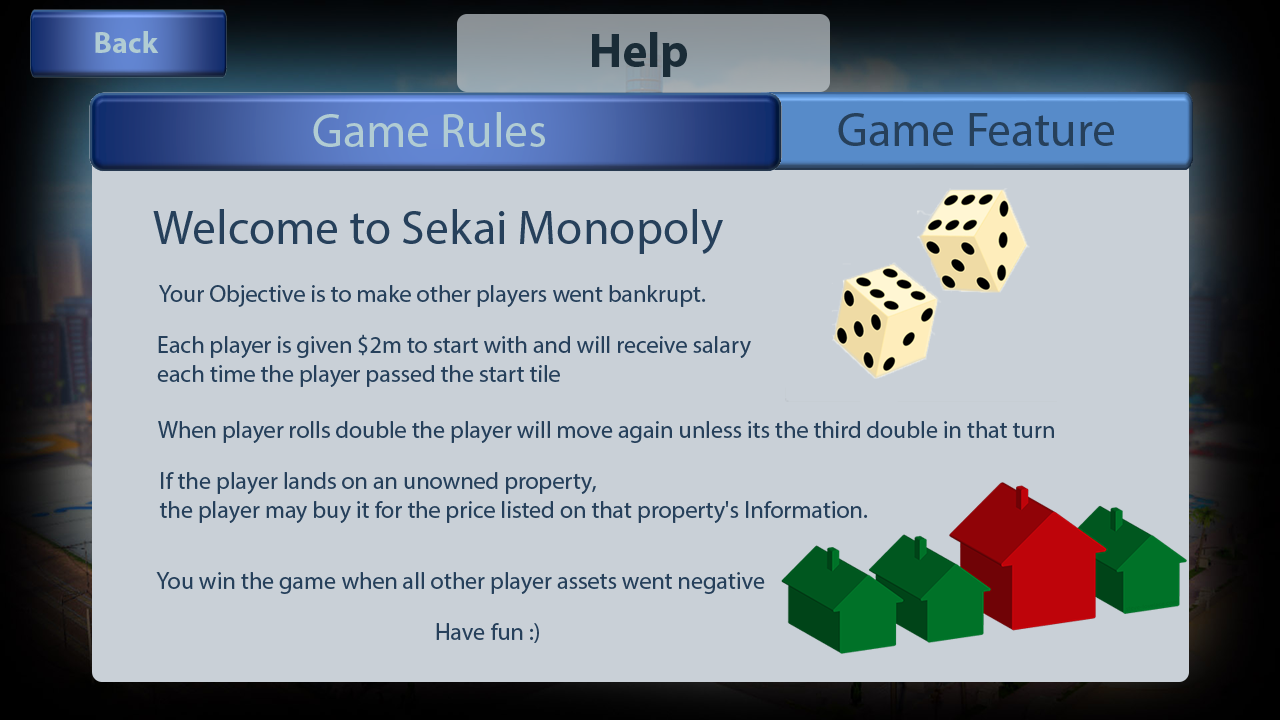 Back
Help
Game Rules
Game Feature
Welcome to Sekai Monopoly
Your Objective is to make other players went bankrupt.
Each player is given $2m to start with and will receive salary
each time the player passed the start tile
When player rolls double the player will move again unless its the third double in that turn
If the player lands on an unowned property,
the player may buy it for the price listed on that property's Information.
You win the game when all other player assets went negative
Have fun :)